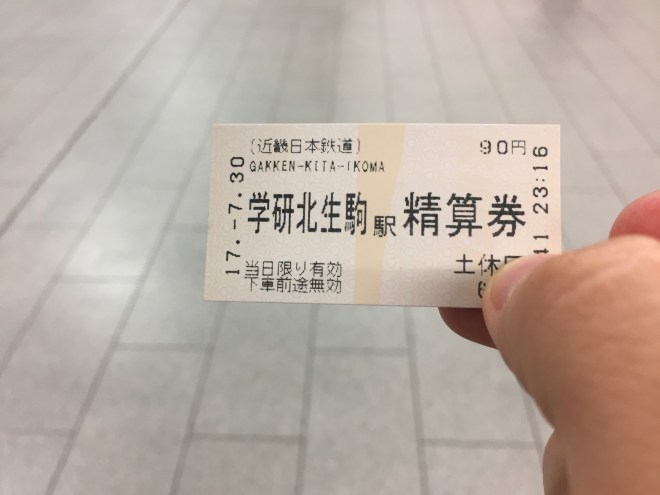 (近畿日本鉄道) 90円
GAKKEN-KITA-IKOMA
学研北生駒駅 精算券
当日限り有効 土休
下車前途無効
17.-7.30
23:16